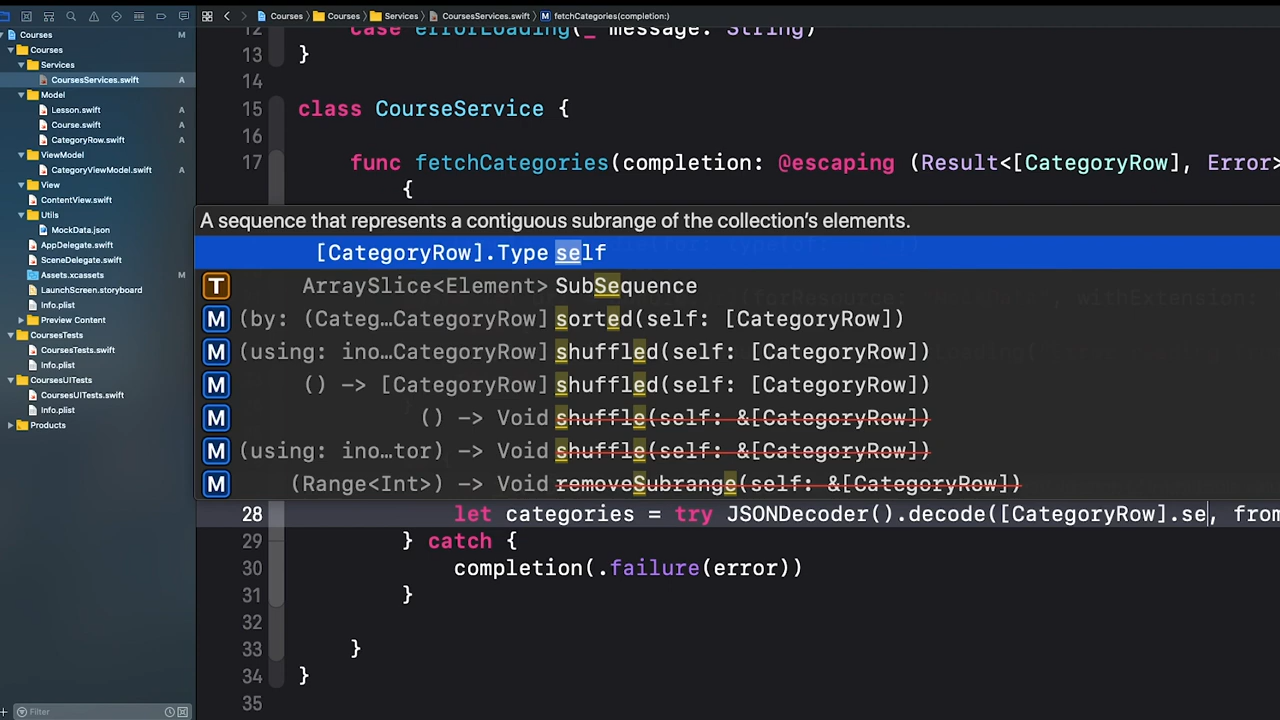 Courses
Courses
Services
CoursesServices.swift
M
fetchCategories(completion:)
Courses M
Courses
Services
CoursesServices.swift A
Model
Lesson.swift A
Course.swift A
CategoryRow.swift A
ViewModel
CategoryViewModel.swift A
View
ContentView.swift A
Utils
MockData.json A
AppDelegate.swift A
SceneDelegate.swift A
Assets.xcassets M
LaunchScreen.storyboard A
Info.plist A
Preview Content
CoursesTests
CoursesTests.swift A
Info.plist A
CoursesUITests
CoursesUITests.swift A
Info.plist A
Products
Filter
12 case errorLoading(_ message: String)
13 }
14
15 class CourseService {
16
17 func fetchCategories(completion: @escaping (Result<[CategoryRow], Error>
{
A sequence that represents a contiguous subrange of the collection's elements.
[CategoryRow].Type self
T ArraySlice<Element> SubSequence
M (by: (Categ…CategoryRow] sorted(self: [CategoryRow])
M (using: ino…CategoryRow] shuffled(self: [CategoryRow])
M () -> [CategoryRow] shuffled(self: [CategoryRow])
M () -> Void shuffle(self: &[CategoryRow])
M (using: ino…tor) -> Void shuffle(self: &[CategoryRow])
M (Range<Int>) -> Void removeSubrange(self: &[CategoryRow])
28 let categories = try JSONDecoder().decode([CategoryRow].se, from
29 } catch {
30 completion(.failure(error))
31 }
32
33 }
34 }
35